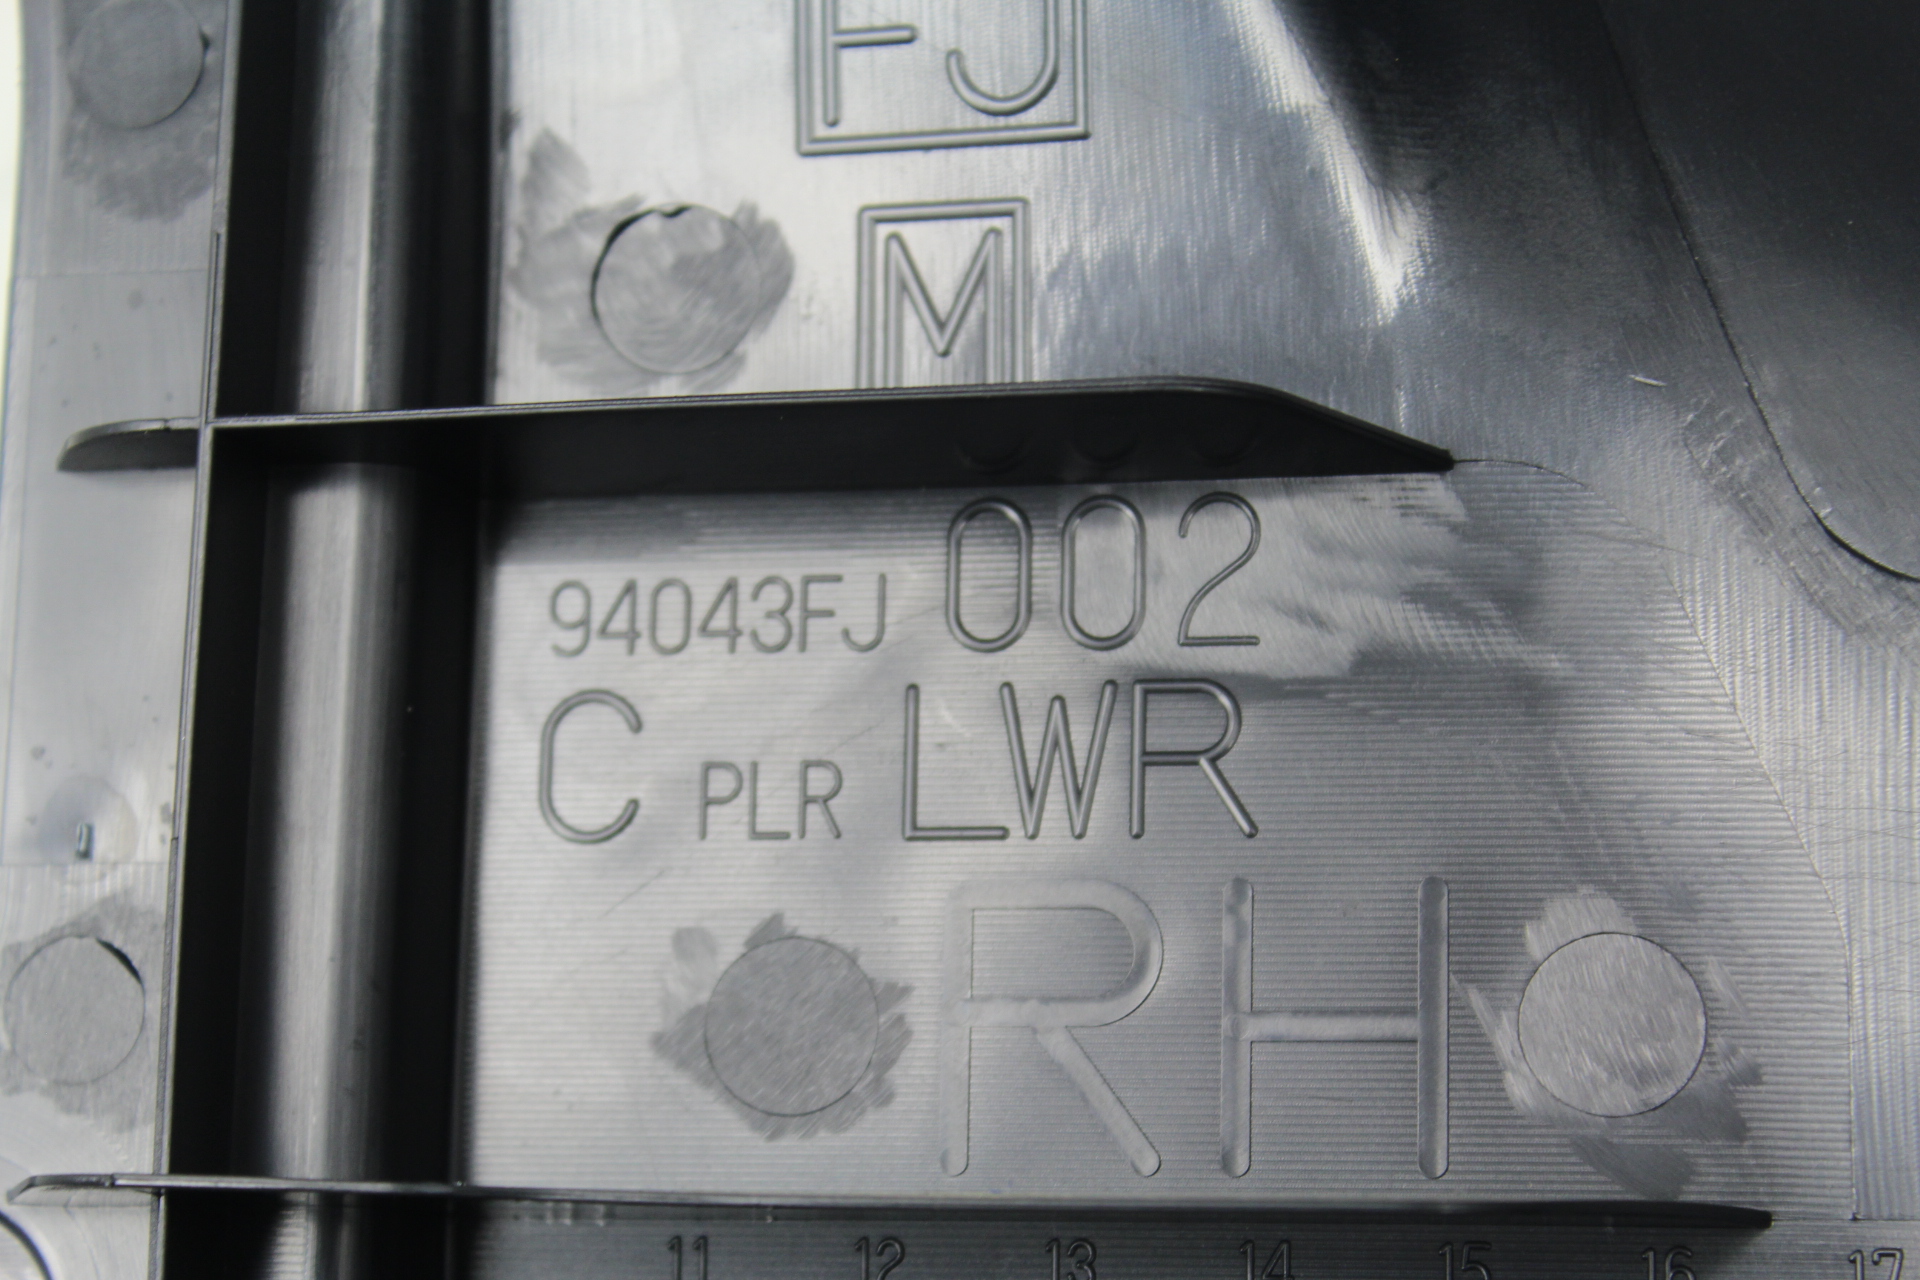 FJ
M
94043FJ 002
C PLR LWR
RH
11 12 13 14 15 16 17